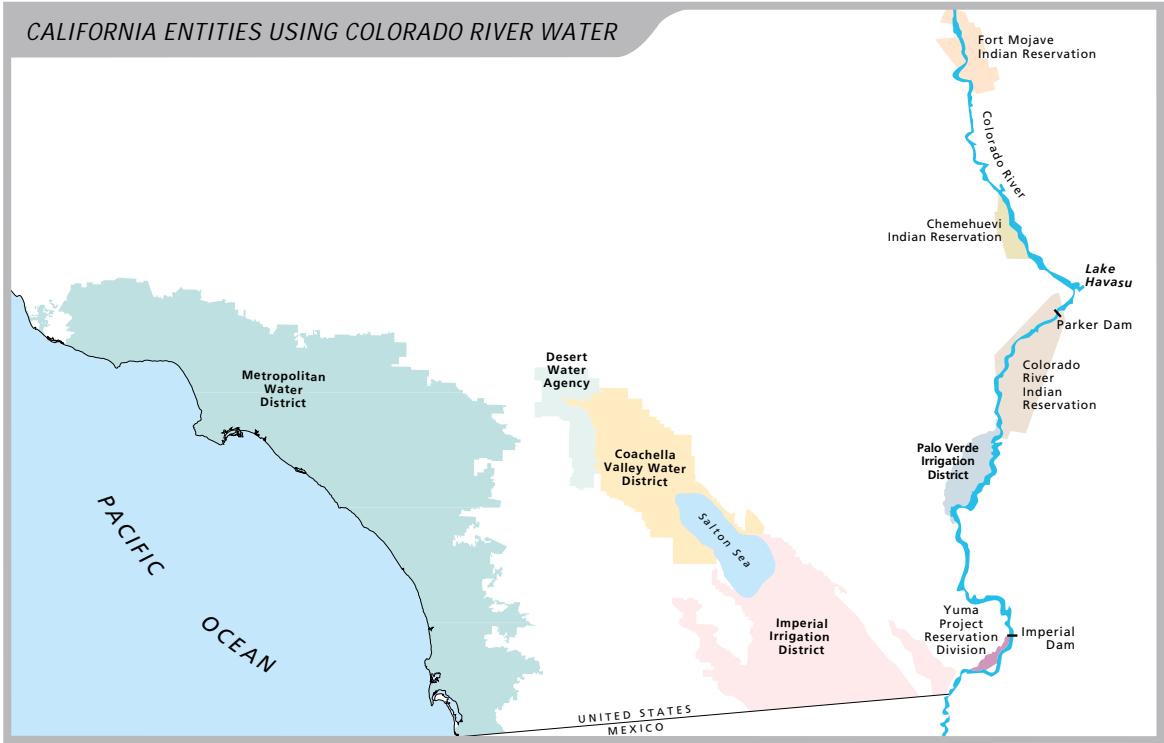 CALIFORNIA ENTITIES USING COLORADO RIVER WATER
Fort Mojave
Indian Reservation
Colorado River
Chemehuevi
Indian Reservation
Lake
Havasu
Parker Dam
Colorado
River
Indian
Reservation
Metropolitan
Water
District
Desert
Water
Agency
Coachella
Valley Water
District
Palo Verde
Irrigation
District
Salton Sea
PACIFIC
OCEAN
Imperial
Irrigation
District
Yuma
Project
Reservation
Division
Imperial
Dam
UNITED STATES
MEXICO